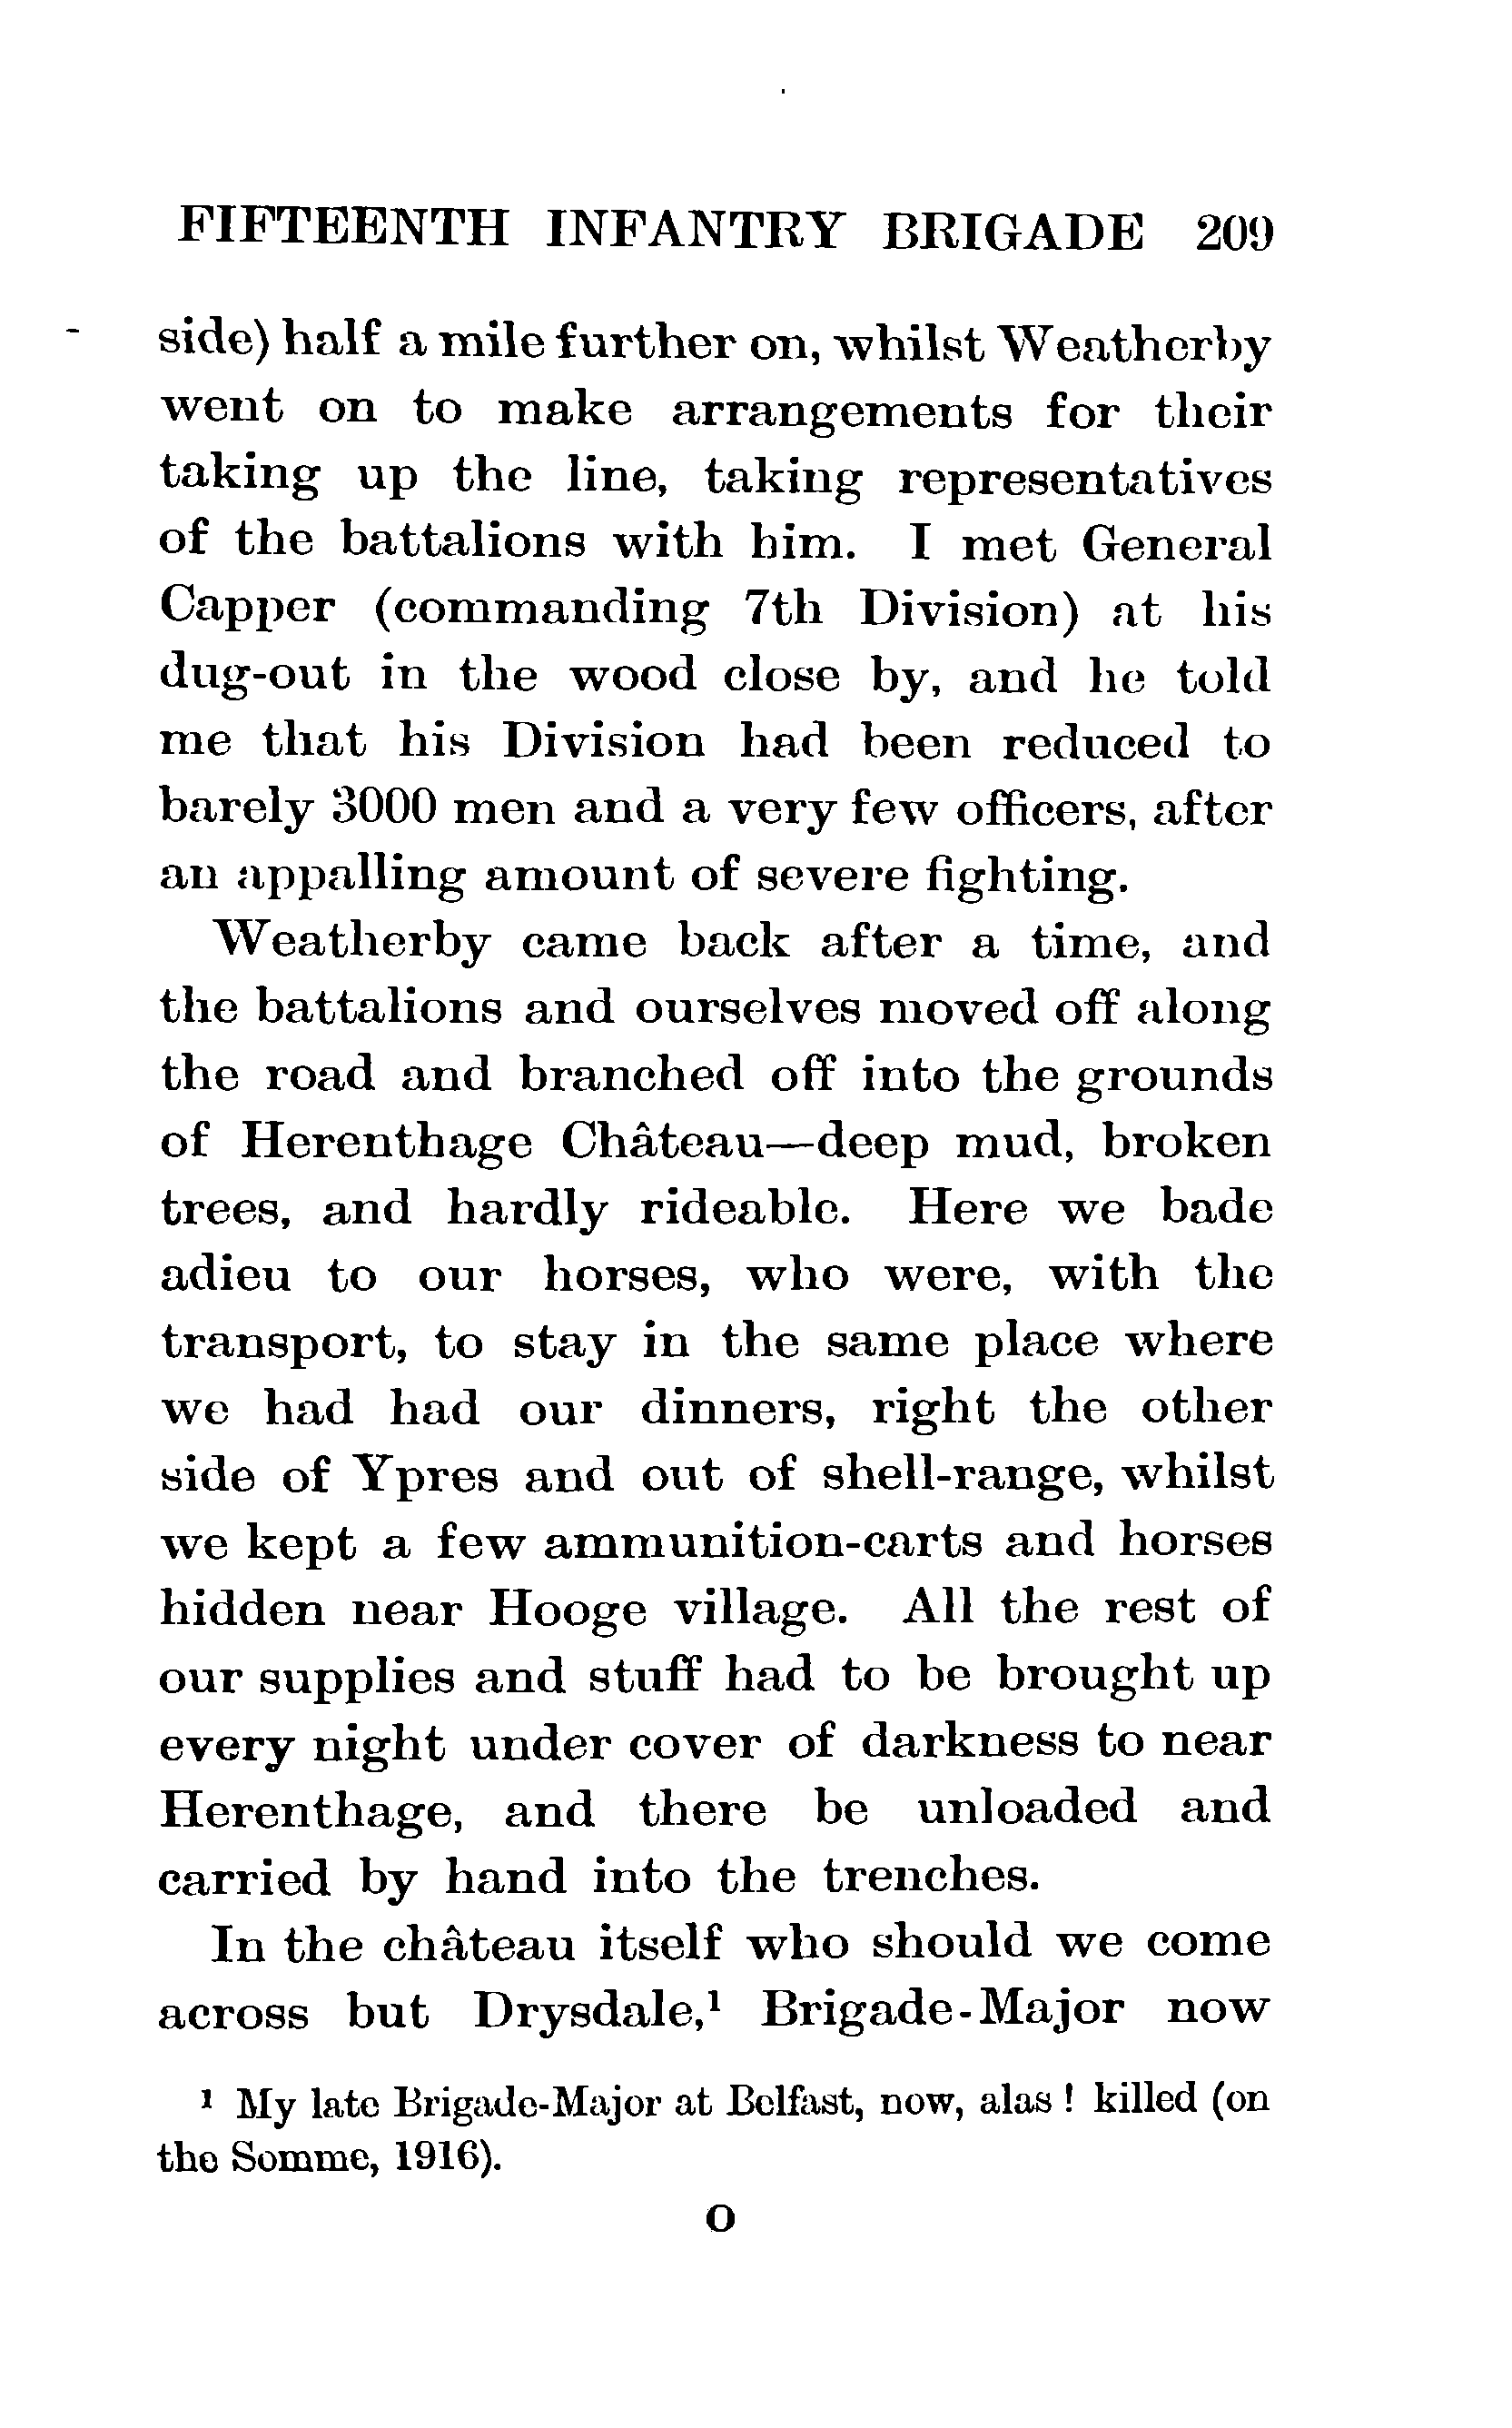 FIFTEENTH INFANTRY BRIGADE 209
side) half a mile further on, whilst Weatherby
went on to make arrangements for their
taking up the line, taking representatives
of the battalions with him. I met General
Capper (commanding 7th Division) at his
dug-out in the wood close by, and he told
me that his Division had been reduced to
barely 3000 men and a very few officers, after
an appalling amount of severe fighting.
Weatherby came back after a time, and
the battalions and ourselves moved off along
the road and branched off into the grounds
of Herenthage Château—deep mud, broken
trees, and hardly rideable. Here we bade
adieu to our horses, who were, with the
transport, to stay in the same place where
we had had our dinners, right the other
side of Ypres and out of shell-range, whilst
we kept a few ammunition-carts and horses
hidden near Hooge village. All the rest of
our supplies and stuff had to be brought up
every night under cover of darkness to near
Herenthage, and there be unloaded and
carried by hand into the trenches.
In the château itself who should we come
across but Drysdale,¹ Brigade-Major now
¹ My late Brigade-Major at Belfast, now, alas! killed (on
the Somme, 1916).
O